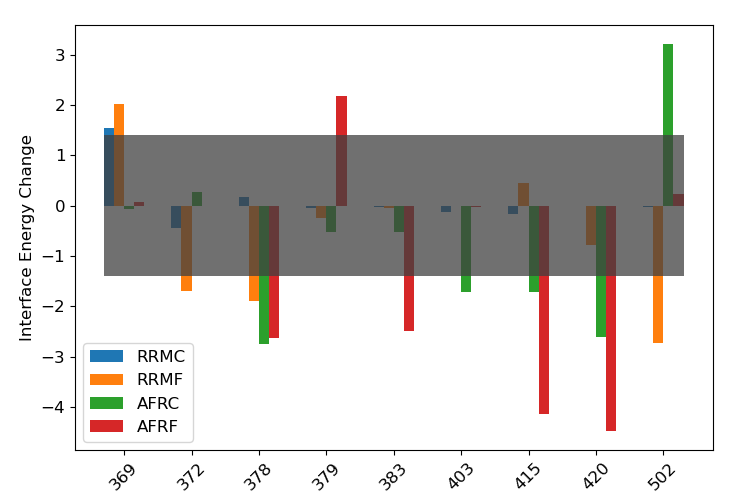 Interface Energy Change
3
2
1
0
−1
−2
−3
−4
RRMC
RRMF
AFRC
AFRF
369 372 378 379 383 403 415 420 502